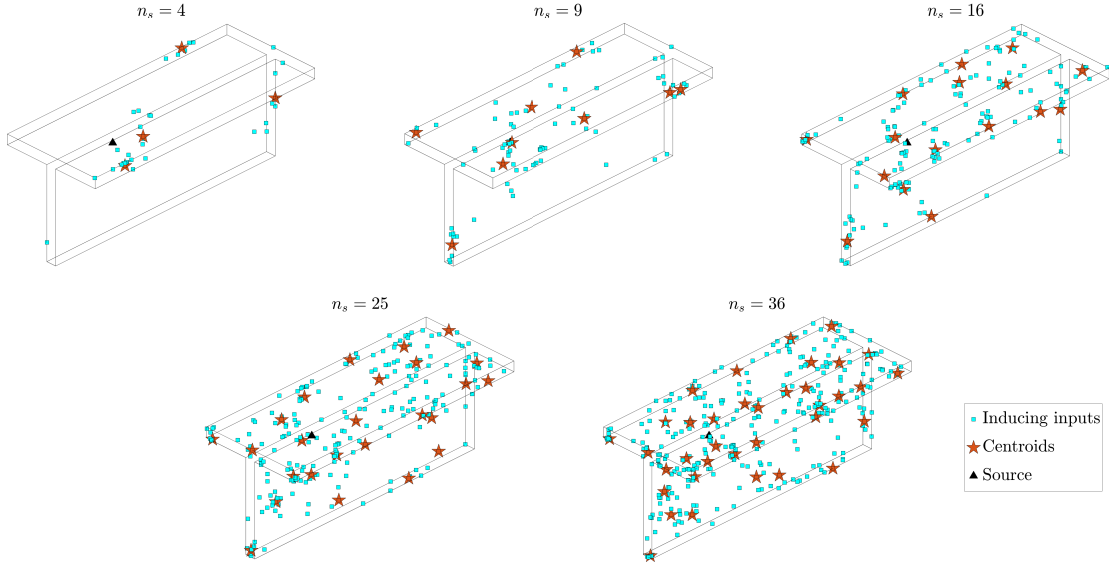 n_s = 4
n_s = 9
n_s = 16
n_s = 25
n_s = 36
Inducing inputs
Centroids
Source